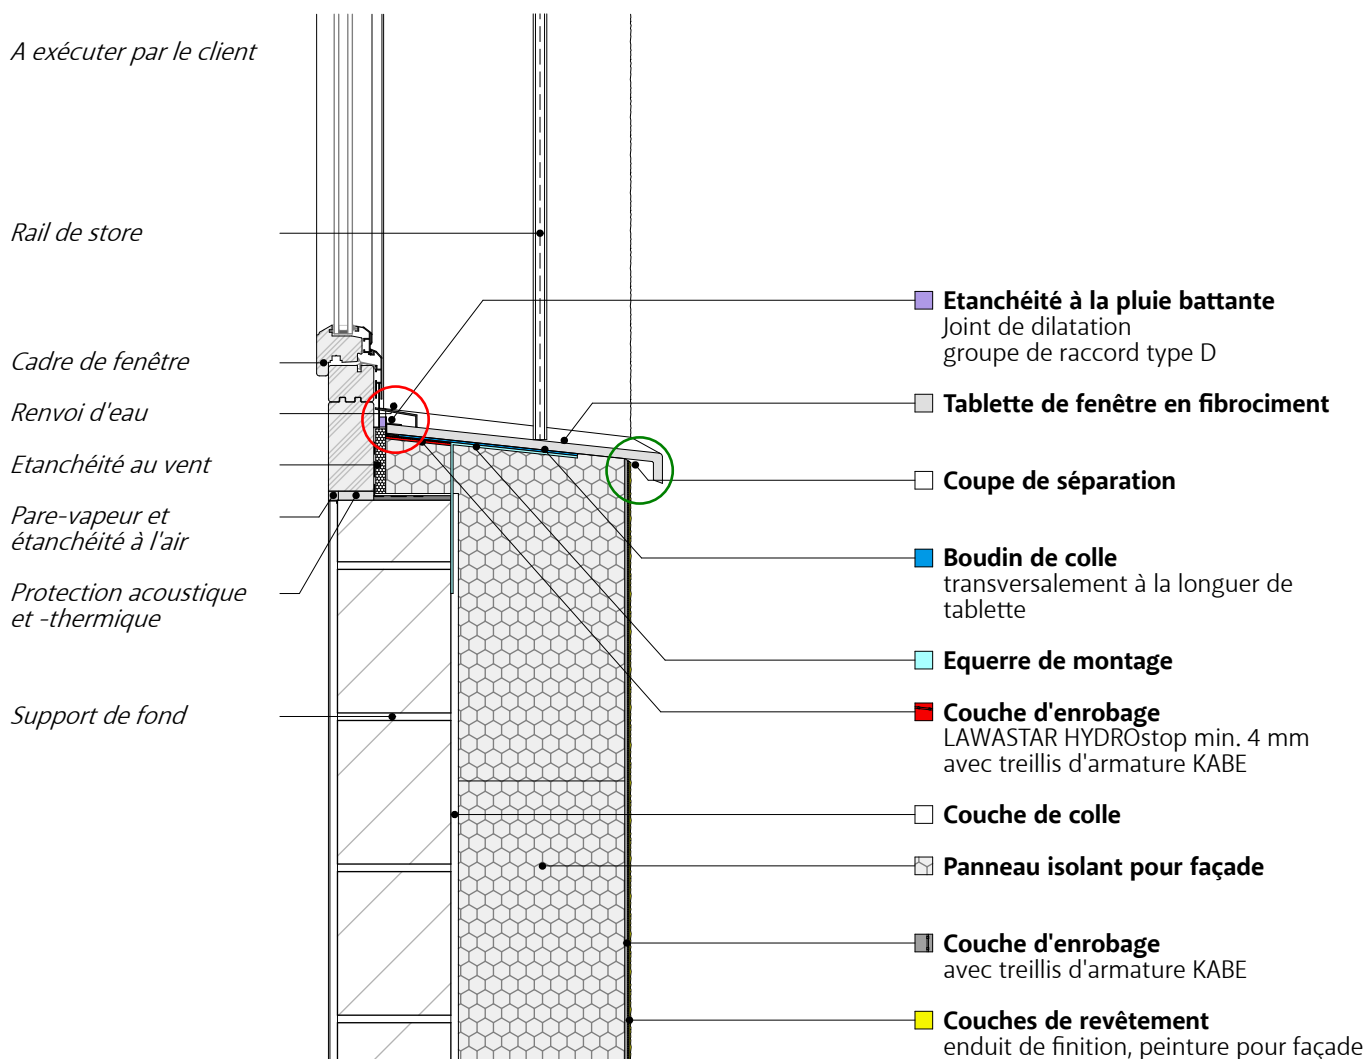 A exécuter par le client
Rail de store
Cadre de fenêtre
Renvoi d'eau
Etanchéité au vent
Pare-vapeur et
étanchéité à l'air
Protection acoustique
et -thermique
Support de fond
Etanchéité à la pluie battante
Joint de dilatation
groupe de raccord type D
Tablette de fenêtre en fibrociment
Coupe de séparation
Boudin de colle
transversalement à la longuer de
tablette
Equerre de montage
Couche d'enrobage
LAWASTAR HYDROstop min. 4 mm
avec treillis d'armature KABE
Couche de colle
Panneau isolant pour façade
Couche d'enrobage
avec treillis d'armature KABE
Couches de revêtement
enduit de finition, peinture pour façade